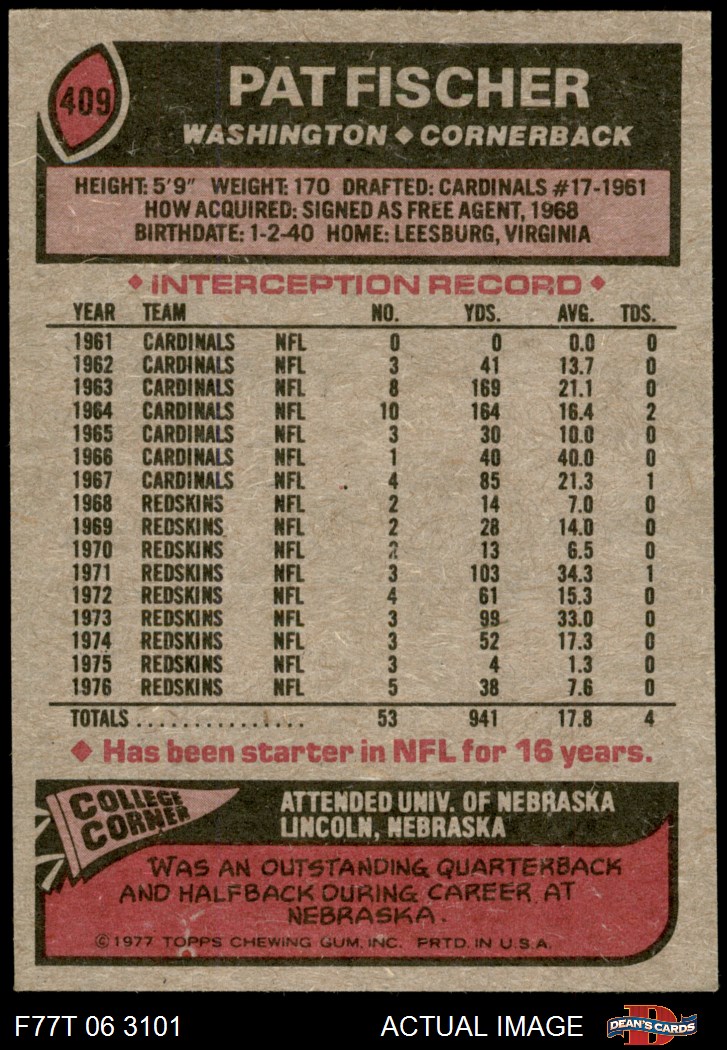 409
PAT FISCHER
WASHINGTON ◆ CORNERBACK
HEIGHT: 5'9" WEIGHT: 170 DRAFTED: CARDINALS #17-1961
HOW ACQUIRED: SIGNED AS FREE AGENT, 1968
BIRTHDATE: 1-2-40 HOME: LEESBURG, VIRGINIA
◆ INTERCEPTION RECORD ◆
YEAR TEAM NO. YDS. AVG. TDS.
1961 CARDINALS NFL 0 0 0.0 0
1962 CARDINALS NFL 3 41 13.7 0
1963 CARDINALS NFL 8 169 21.1 0
1964 CARDINALS NFL 10 164 16.4 2
1965 CARDINALS NFL 3 30 10.0 0
1966 CARDINALS NFL 1 40 40.0 0
1967 CARDINALS NFL 4 85 21.3 1
1968 REDSKINS NFL 2 14 7.0 0
1969 REDSKINS NFL 2 28 14.0 0
1970 REDSKINS NFL 2 13 6.5 0
1971 REDSKINS NFL 3 103 34.3 1
1972 REDSKINS NFL 4 61 15.3 0
1973 REDSKINS NFL 3 99 33.0 0
1974 REDSKINS NFL 3 52 17.3 0
1975 REDSKINS NFL 3 4 1.3 0
1976 REDSKINS NFL 5 38 7.6 0
TOTALS . . . . . . . . . . . . . . . 53 941 17.8 4
◆ Has been starter in NFL for 16 years.
COLLEGE
CORNER
ATTENDED UNIV. OF NEBRASKA
LINCOLN, NEBRASKA
WAS AN OUTSTANDING QUARTERBACK
AND HALFBACK DURING CAREER AT
NEBRASKA.
©1977 TOPPS CHEWING GUM, INC. PRTD. IN U.S.A.
F77T 06 3101 ACTUAL IMAGE D DEAN'S CARDS